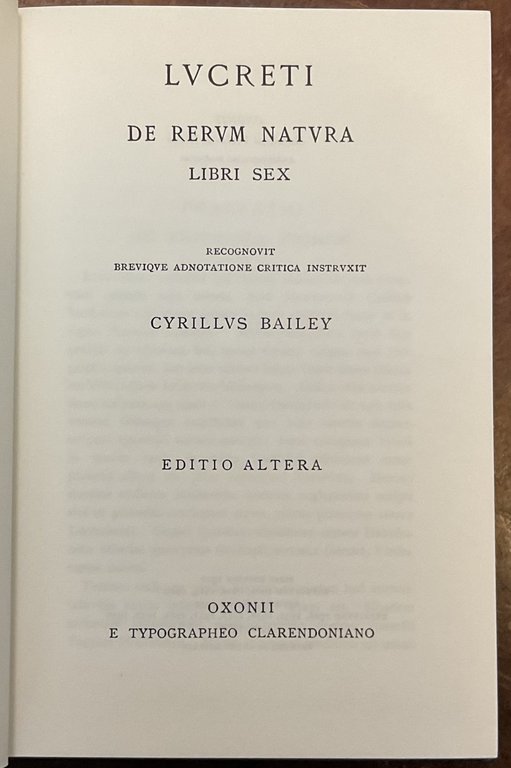 LVCRETI
DE RERVM NATVRA
LIBRI SEX
RECOGNOVIT
BREVIQVE ADNOTATIONE CRITICA INSTRVXIT
CYRILLVS BAILEY
EDITIO ALTERA
OXONII
E TYPOGRAPHEO CLARENDONIANO